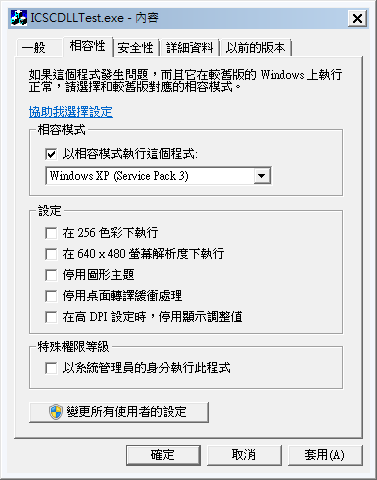 ICSCDLLTest.exe - 內容
一般 相容性 安全性 詳細資料 以前的版本
如果這個程式發生問題，而且它在較舊版的 Windows 上執行
正常，請選擇和較舊版對應的相容模式。
協助我選擇設定
相容模式
以相容模式執行這個程式:
Windows XP (Service Pack 3)
設定
在 256 色彩下執行
在 640 x 480 螢幕解析度下執行
停用圖形主題
停用桌面轉譯緩衝處理
在高 DPI 設定時，停用顯示調整值
特殊權限等級
以系統管理員的身分執行此程式
變更所有使用者的設定
確定 取消 套用(A)